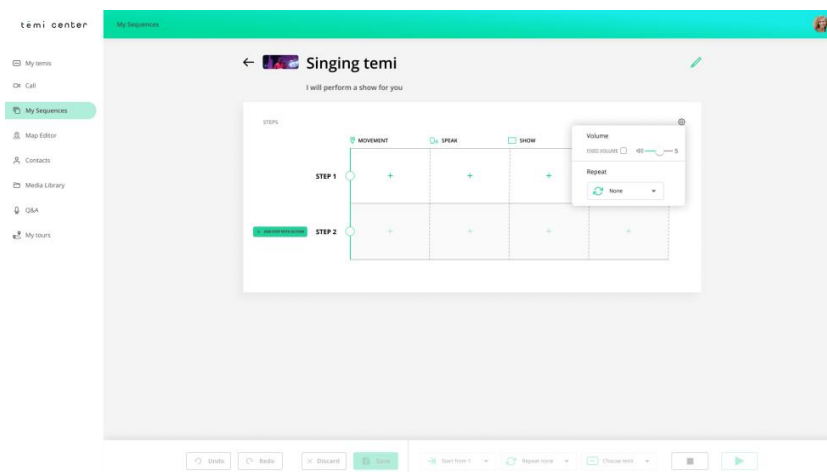 temi center
My Sequences
My temis
Call
My Sequences
Map Editor
Contacts
Media Library
Q&A
My tours
Singing temi
I will perform a show for you
STEPS
MOVEMENT
SPEAK
SHOW
Volume
FIXED VOLUME
5
Repeat
None
STEP 1
STEP 2
Undo
Redo
Discard
Save
Start from 1
Repeat none
Choose temi